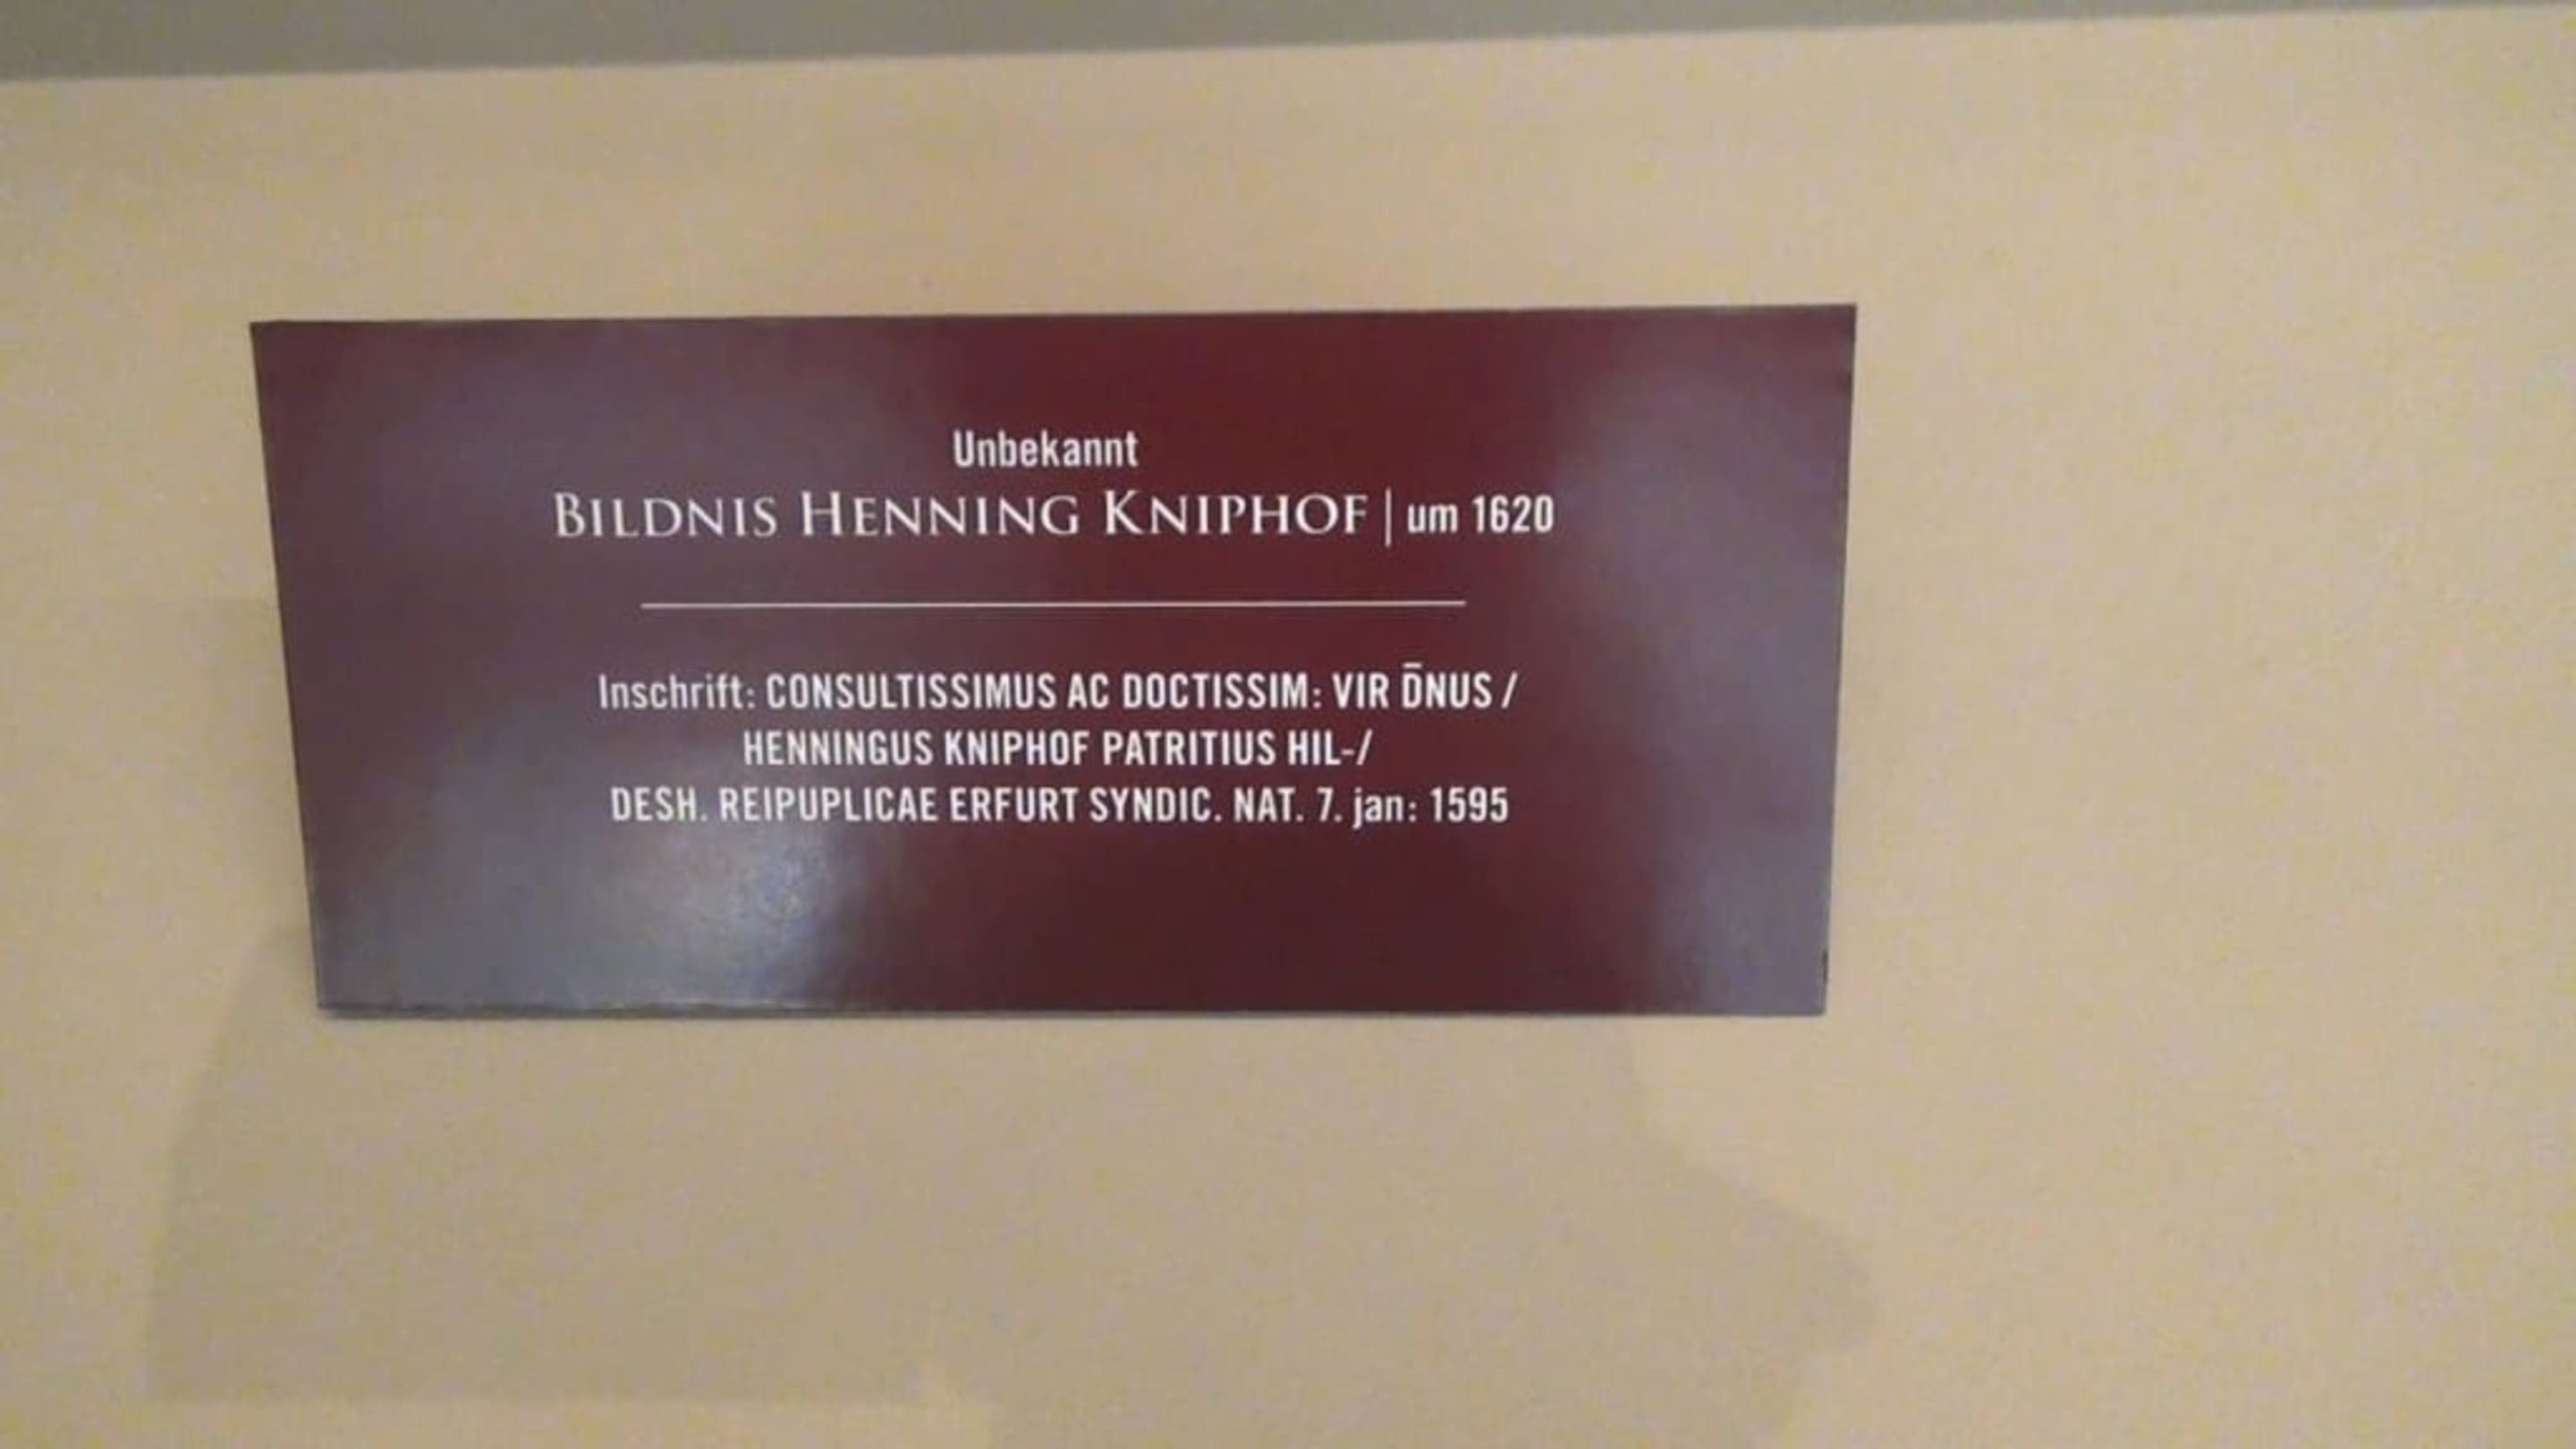 Unbekannt
BILDNIS HENNING KNIPHOF | um 1620
Inschrift: CONSULTISSIMUS AC DOCTISSIM: VIR D̄NUS /
HENNINGUS KNIPHOF PATRITIUS HIL-/
DESH. REIPUPLICAE ERFURT SYNDIC. NAT. 7. jan: 1595